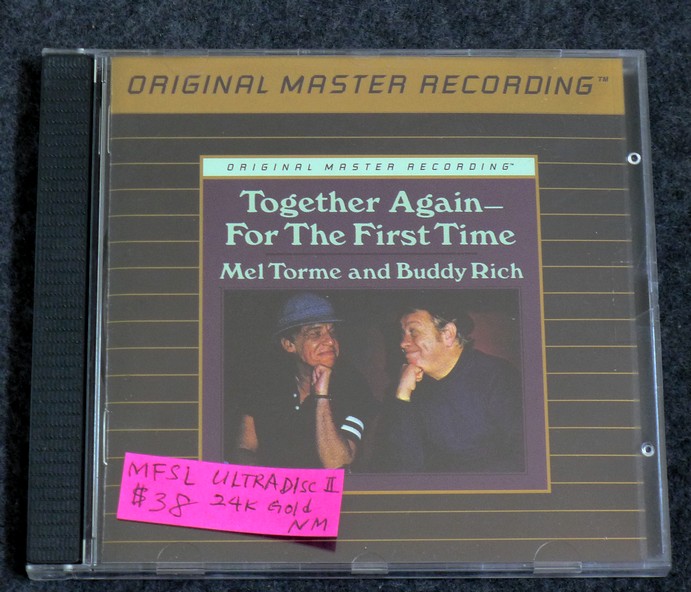 ORIGINAL MASTER RECORDING™
ORIGINAL MASTER RECORDING™
Together Again—
For The First Time
Mel Torme and Buddy Rich
MFSL ULTRADISC II
$38 24K Gold
NM